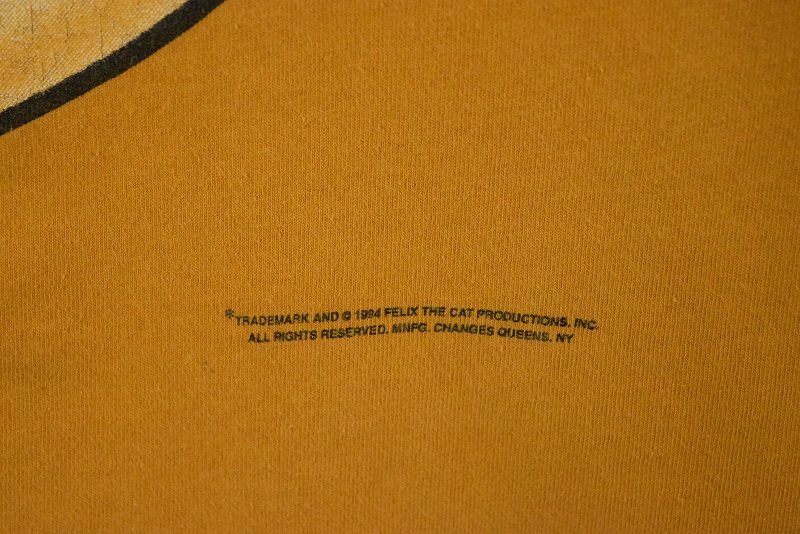 *TRADEMARK AND © 1994 FELIX THE CAT PRODUCTIONS, INC.
ALL RIGHTS RESERVED. MNFG. CHANGES QUEENS, NY